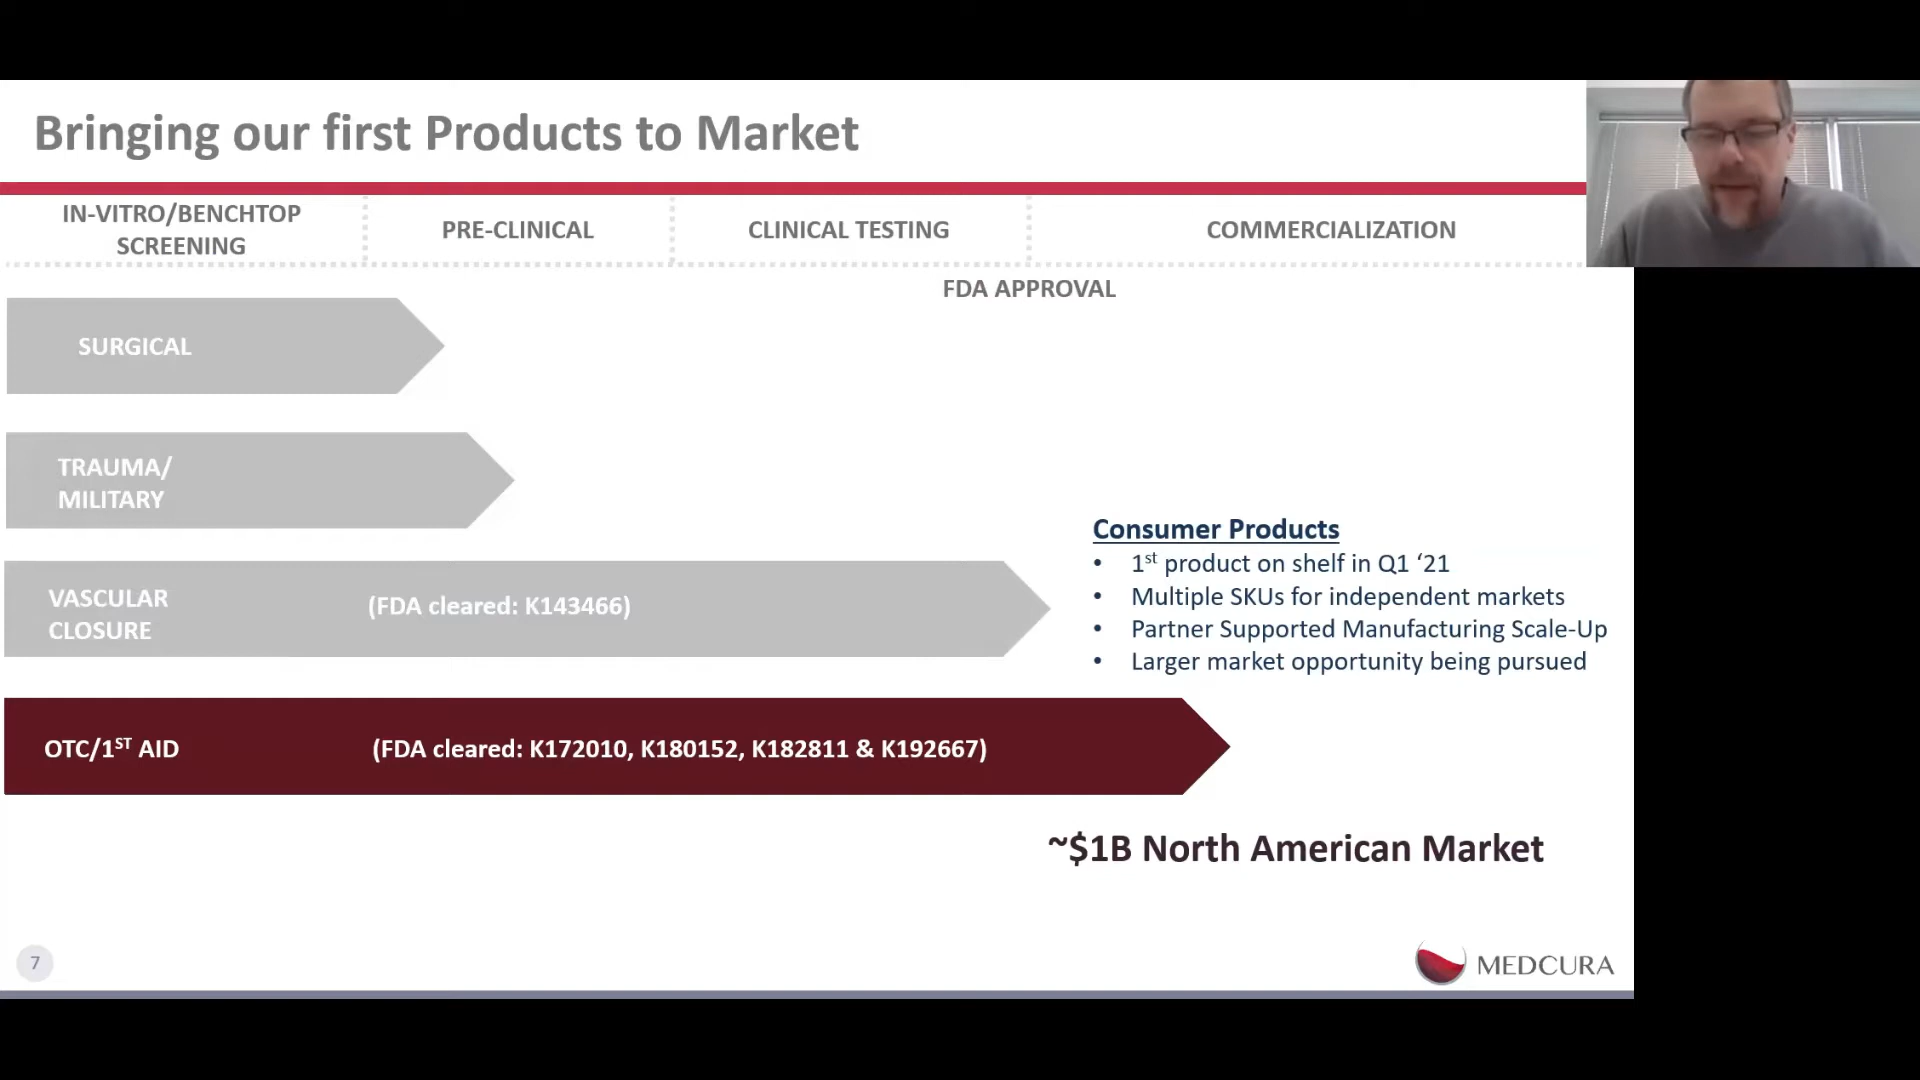 Bringing our first Products to Market
IN-VITRO/BENCHTOP
SCREENING
PRE-CLINICAL
CLINICAL TESTING
COMMERCIALIZATION
FDA APPROVAL
SURGICAL
TRAUMA/
MILITARY
VASCULAR
CLOSURE
(FDA cleared: K143466)
Consumer Products
• 1st product on shelf in Q1 ‘21
• Multiple SKUs for independent markets
• Partner Supported Manufacturing Scale-Up
• Larger market opportunity being pursued
OTC/1ST AID
(FDA cleared: K172010, K180152, K182811 & K192667)
~$1B North American Market
7
MEDCURA